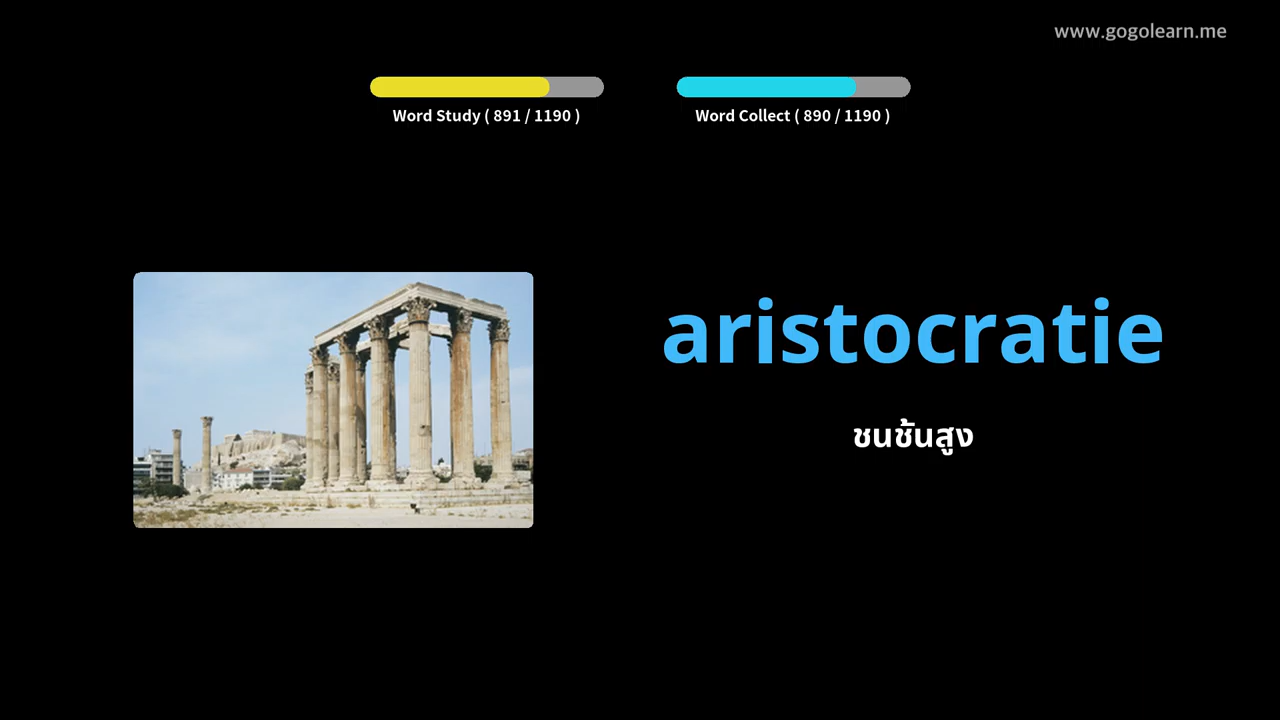 www.gogolearn.me
Word Study ( 891 / 1190 )
Word Collect ( 890 / 1190 )
aristocratie
ชนชั้นสูง